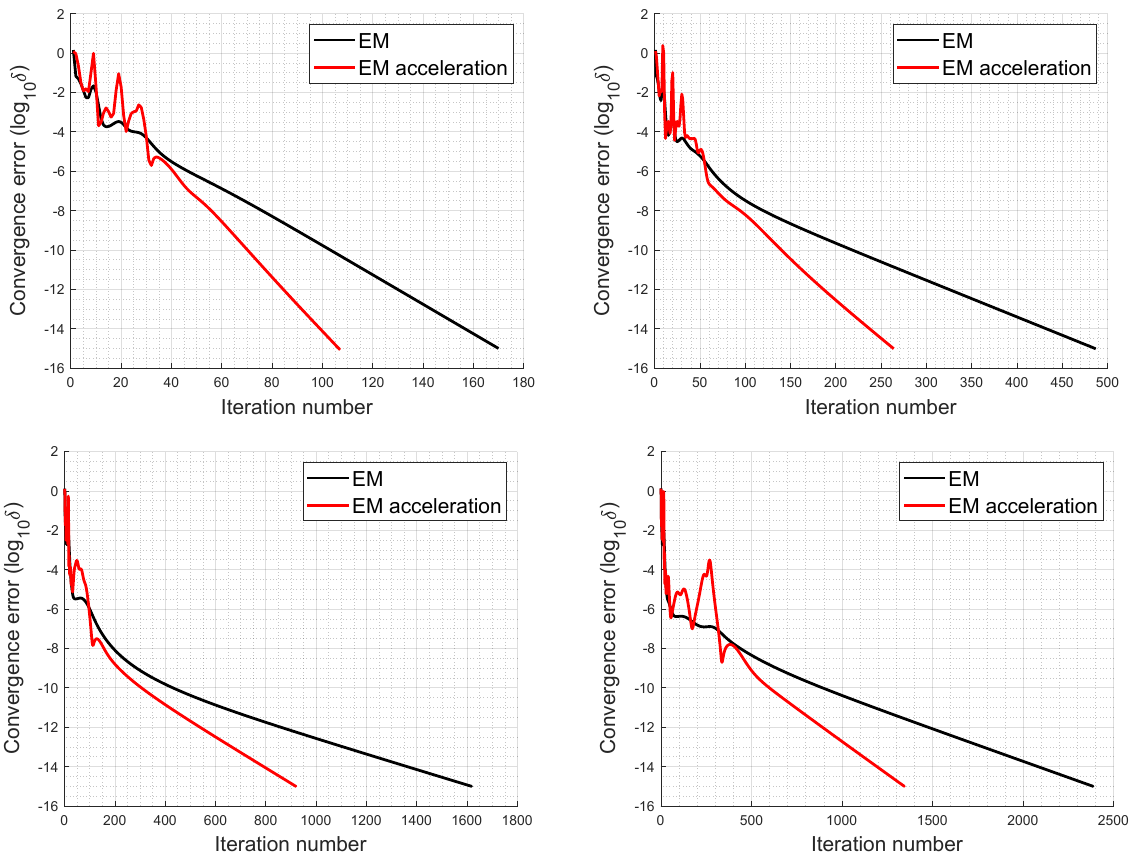 2
0
-2
-4
-6
-8
-10
-12
-14
-16
Convergence error (log10δ)
EM
EM acceleration
0 20 40 60 80 100 120 140 160 180
Iteration number
2
0
-2
-4
-6
-8
-10
-12
-14
-16
Convergence error (log10δ)
EM
EM acceleration
0 50 100 150 200 250 300 350 400 450 500
Iteration number
2
0
-2
-4
-6
-8
-10
-12
-14
-16
Convergence error (log10δ)
EM
EM acceleration
0 200 400 600 800 1000 1200 1400 1600 1800
Iteration number
2
0
-2
-4
-6
-8
-10
-12
-14
-16
Convergence error (log10δ)
EM
EM acceleration
0 500 1000 1500 2000 2500
Iteration number